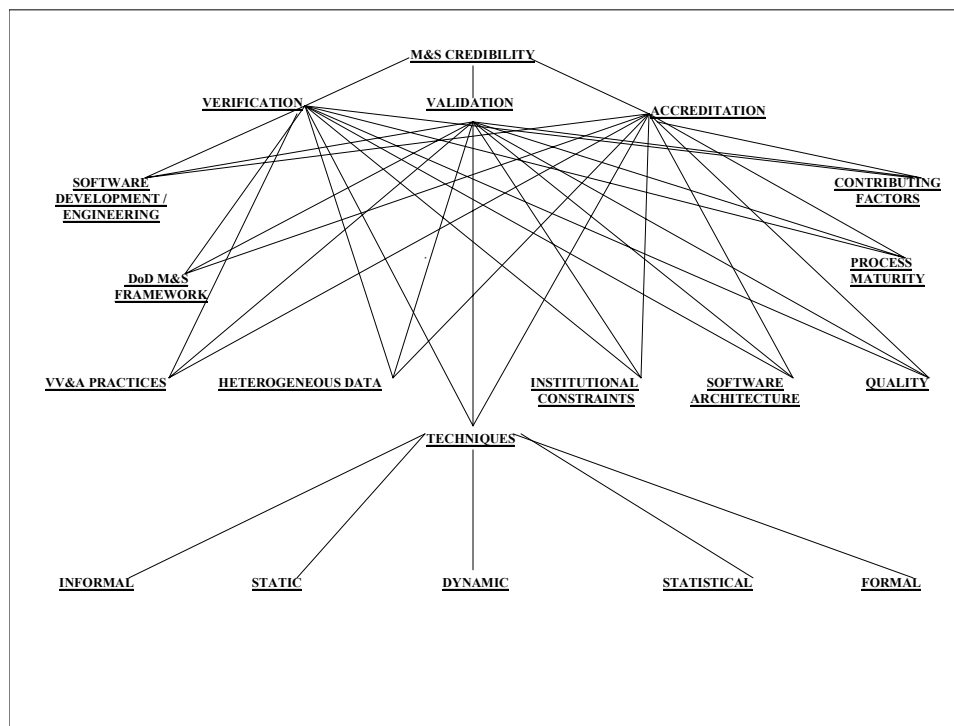 M&S CREDIBILITY
VERIFICATION
VALIDATION
ACCREDITATION
SOFTWARE
DEVELOPMENT /
ENGINEERING
CONTRIBUTING
FACTORS
DoD M&S
FRAMEWORK
PROCESS
MATURITY
VV&A PRACTICES
HETEROGENEOUS DATA
INSTITUTIONAL
CONSTRAINTS
SOFTWARE
ARCHITECTURE
QUALITY
TECHNIQUES
INFORMAL
STATIC
DYNAMIC
STATISTICAL
FORMAL